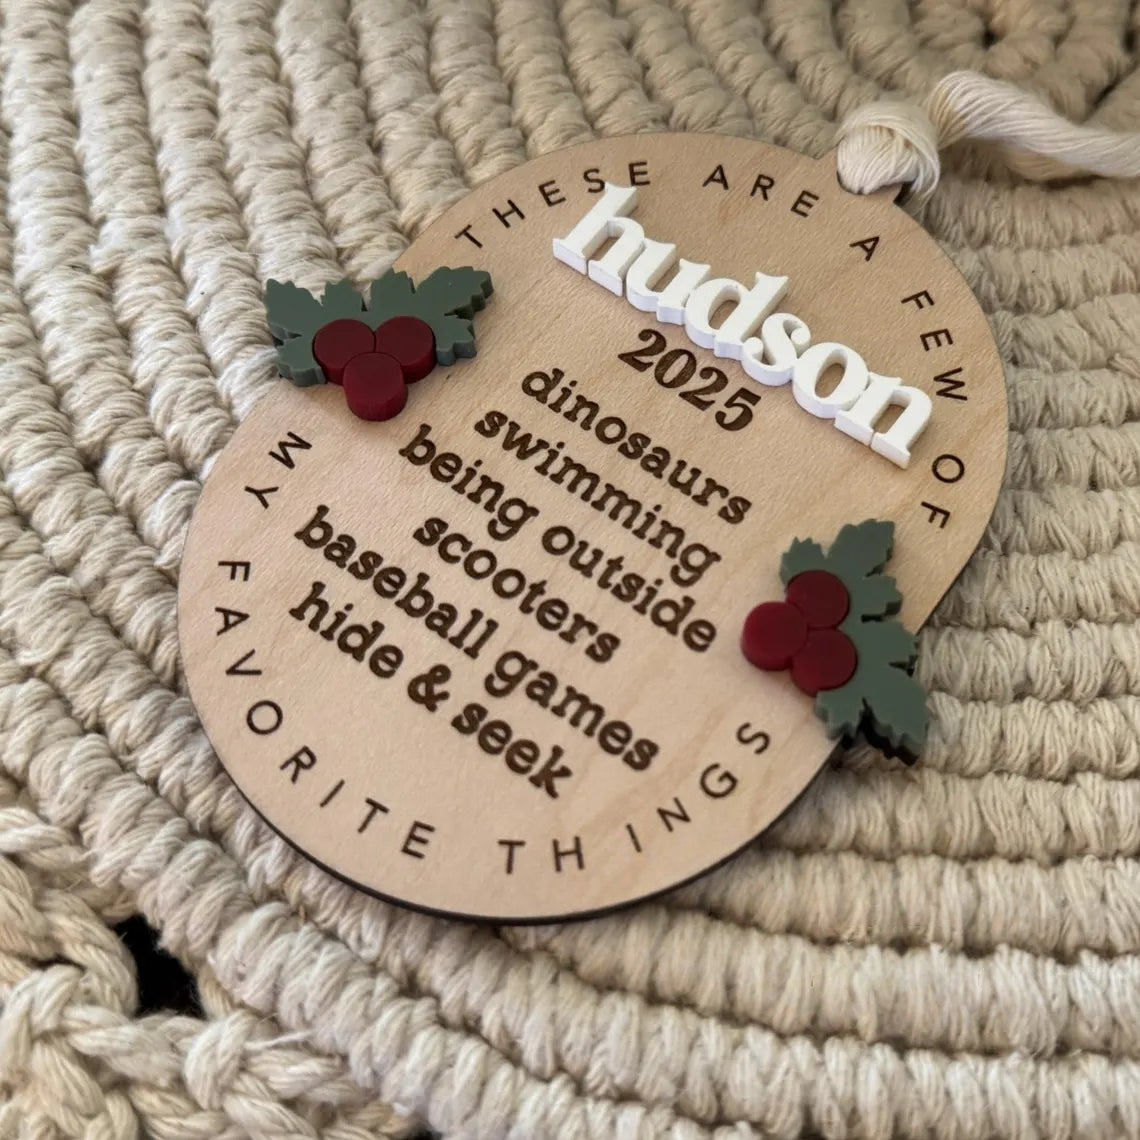 THESE ARE A FEW OF
hudson
2025
dinosaurs
swimming
being outside
scooters
baseball games
hide & seek
MY FAVORITE THINGS